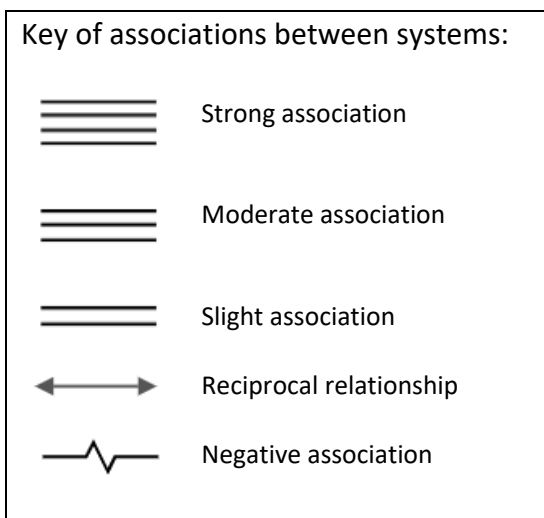 Key of associations between systems:
Strong association
Moderate association
Slight association
Reciprocal relationship
Negative association